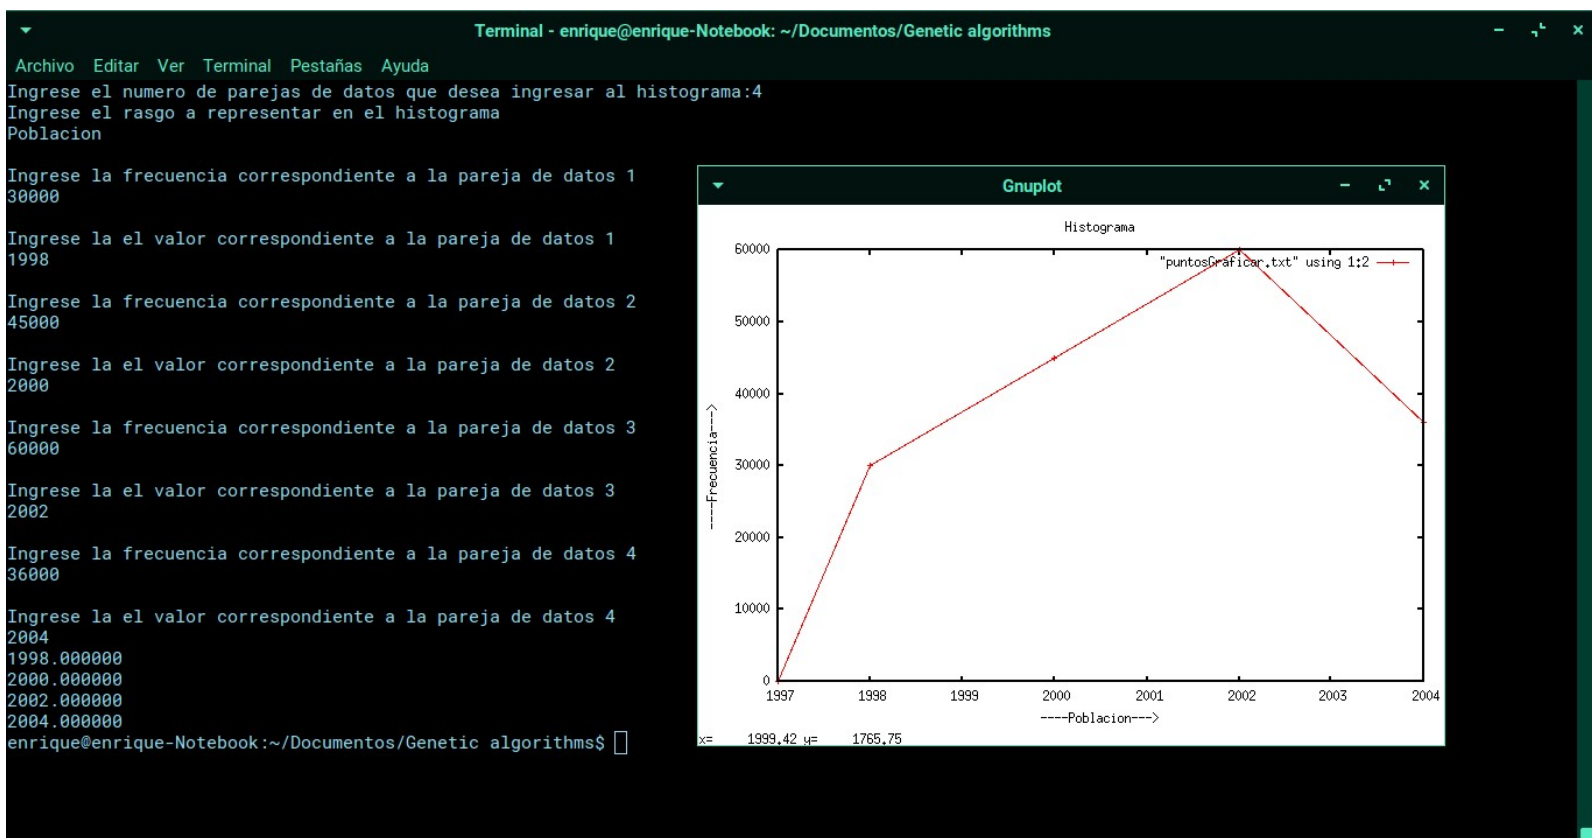 Terminal - enrique@enrique-Notebook: ~/Documentos/Genetic algorithms
Archivo Editar Ver Terminal Pestañas Ayuda
Ingrese el numero de parejas de datos que desea ingresar al histograma:4
Ingrese el rasgo a representar en el histograma
Poblacion
Ingrese la frecuencia correspondiente a la pareja de datos 1
30000
Ingrese la el valor correspondiente a la pareja de datos 1
1998
Ingrese la frecuencia correspondiente a la pareja de datos 2
45000
Ingrese la el valor correspondiente a la pareja de datos 2
2000
Ingrese la frecuencia correspondiente a la pareja de datos 3
60000
Ingrese la el valor correspondiente a la pareja de datos 3
2002
Ingrese la frecuencia correspondiente a la pareja de datos 4
36000
Ingrese la el valor correspondiente a la pareja de datos 4
2004
1998.000000
2000.000000
2002.000000
2004.000000
enrique@enrique-Notebook:~/Documentos/Genetic algorithms$
Gnuplot
Histograma
"puntosGraficar.txt" using 1:2
60000
50000
40000
30000
20000
10000
0
----Frecuencia---->
1997 1998 1999 2000 2001 2002 2003 2004
----Poblacion--->
x= 1999.42 y= 1765.75